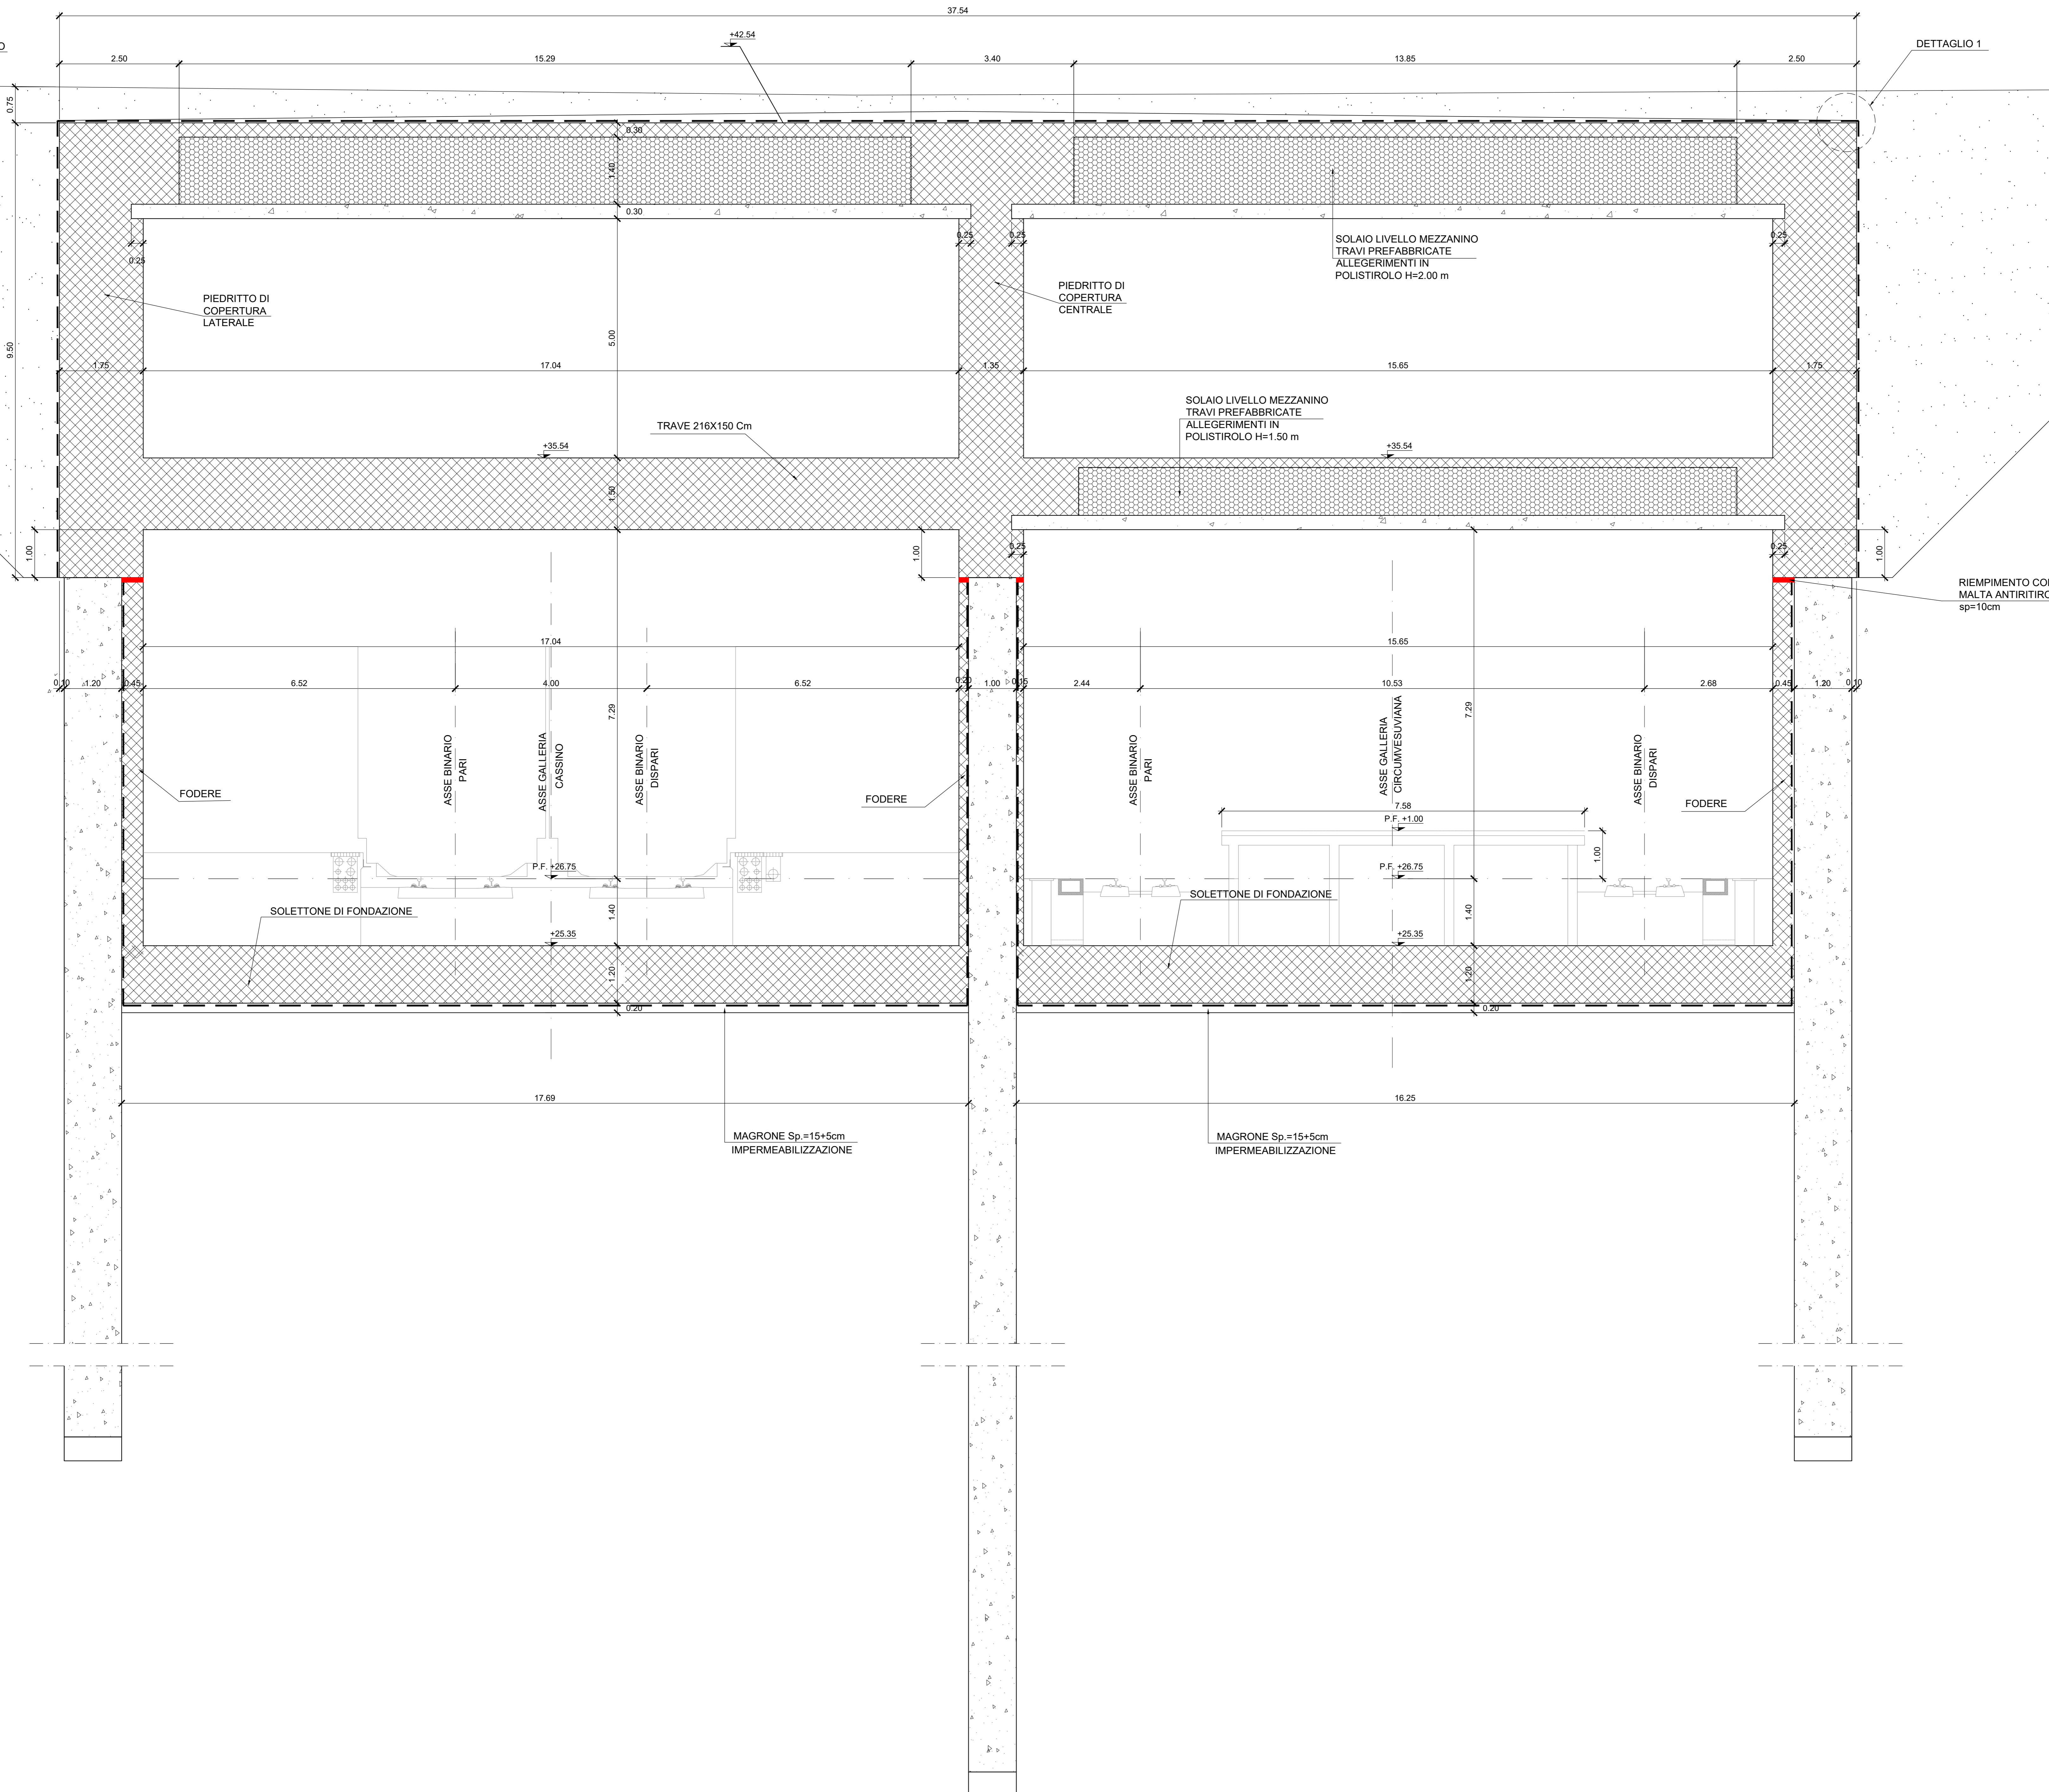 37.54
+42.54
O
DETTAGLIO 1
2.50
15.29
3.40
13.85
2.50
0.75
0.30
1.40
0.30
0.25
0.25
0.25
0.25
SOLAIO LIVELLO MEZZANINO
TRAVI PREFABBRICATE
ALLEGERIMENTI IN
POLISTIROLO H=2.00 m
PIEDRITTO DI
COPERTURA
LATERALE
PIEDRITTO DI
COPERTURA
CENTRALE
9.50
5.00
1.75
17.04
1.35
15.65
1.75
SOLAIO LIVELLO MEZZANINO
TRAVI PREFABBRICATE
ALLEGERIMENTI IN
POLISTIROLO H=1.50 m
TRAVE 216X150 Cm
+35.54
+35.54
1.50
1.00
1.00
0.25
0.25
1.00
RIEMPIMENTO CO
MALTA ANTIRITIRO
sp=10cm
17.04
15.65
0.10
1.20
0.45
6.52
4.00
6.52
0.20
1.00
0.15
2.44
10.53
2.68
0.45
1.20
0.10
7.29
7.29
ASSE BINARIO
PARI
ASSE GALLERIA
CASSINO
ASSE BINARIO
DISPARI
ASSE BINARIO
PARI
ASSE GALLERIA
CIRCUMVESUVIANA
ASSE BINARIO
DISPARI
FODERE
FODERE
FODERE
7.58
P.F. +1.00
1.00
P.F. +26.75
P.F. +26.75
SOLETTONE DI FONDAZIONE
SOLETTONE DI FONDAZIONE
1.40
1.40
+25.35
+25.35
1.20
1.20
0.20
0.20
17.69
16.25
MAGRONE Sp.=15+5cm
IMPERMEABILIZZAZIONE
MAGRONE Sp.=15+5cm
IMPERMEABILIZZAZIONE